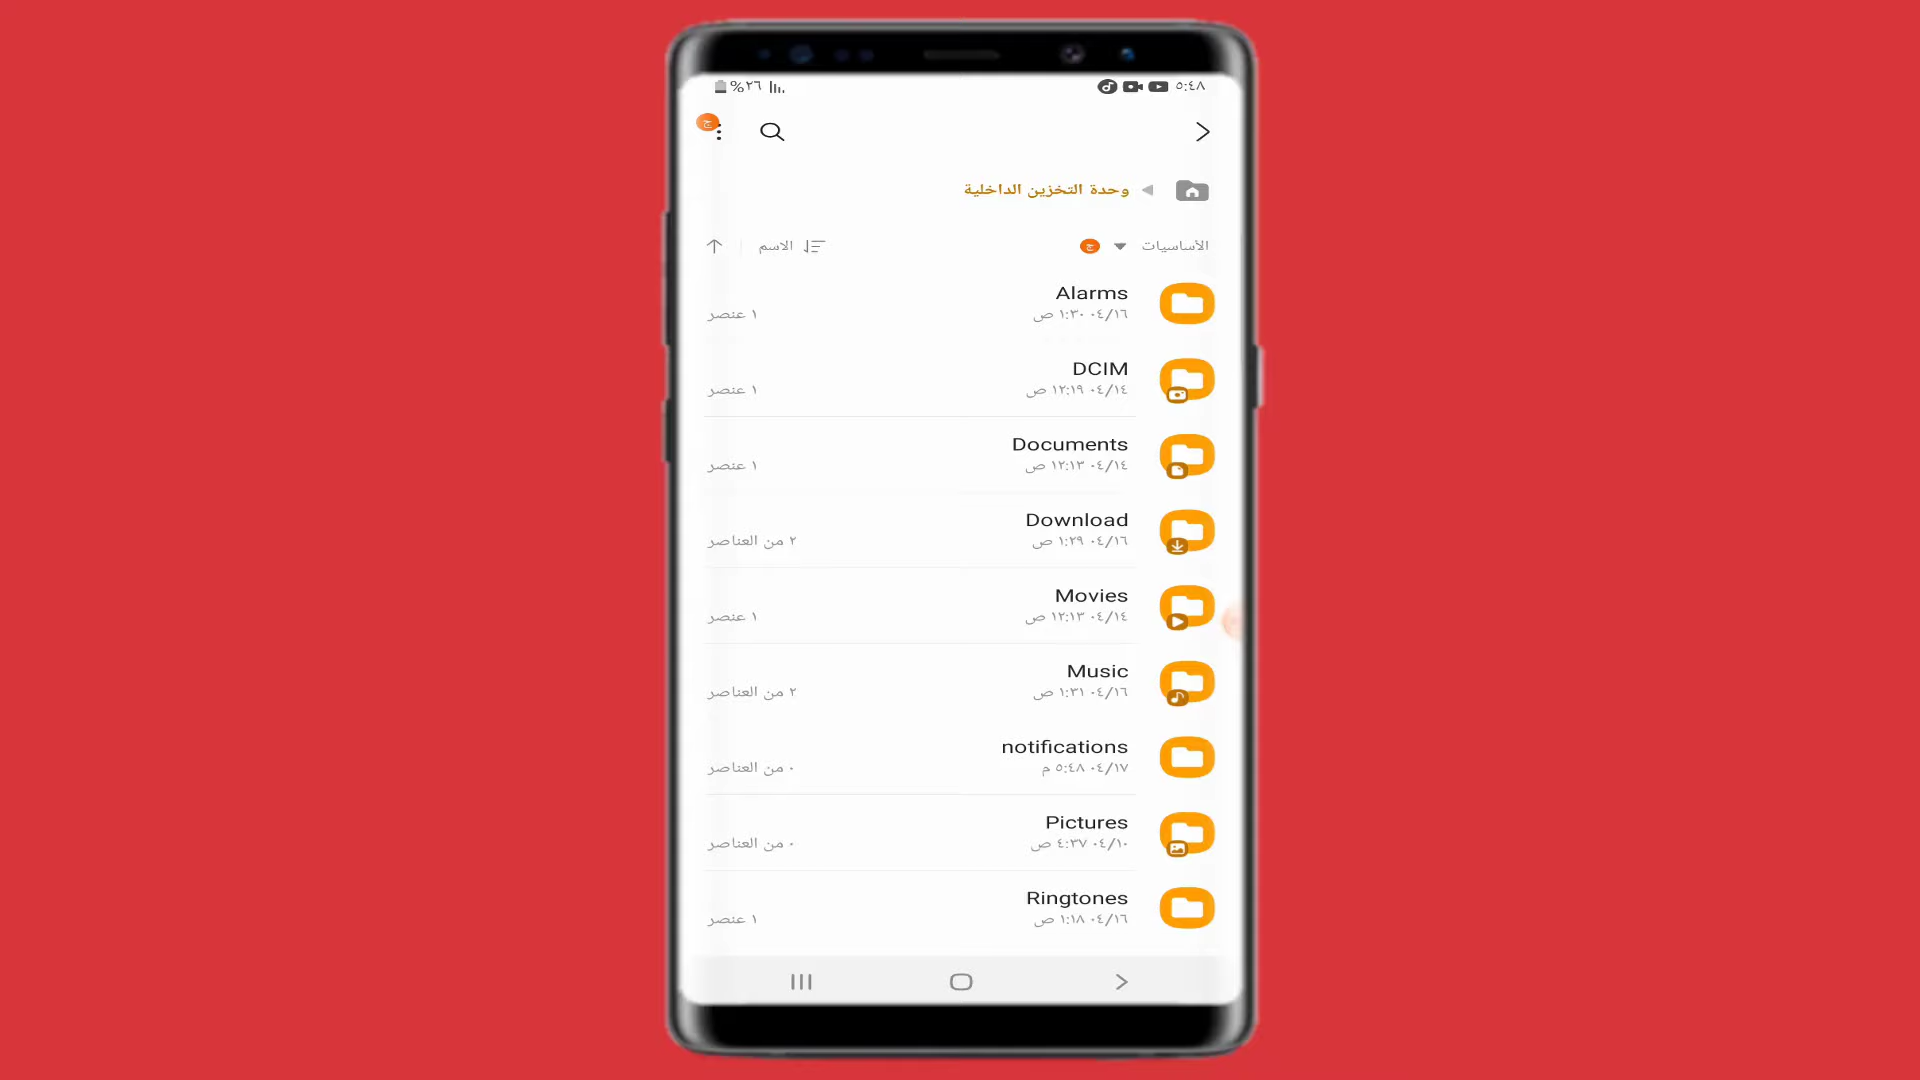 ٥:٤٨
%٢٦
ج
وحدة التخزين الداخلية
الأساسيات
ج
الاسم
Alarms
٠٤/١٦ ١:٣٠ ص
١ عنصر
DCIM
٠٤/١٤ ١٢:١٩ ص
١ عنصر
Documents
٠٤/١٤ ١٢:١٣ ص
١ عنصر
Download
٠٤/١٦ ١:٢٩ ص
٢ من العناصر
Movies
٠٤/١٤ ١٢:١٣ ص
١ عنصر
Music
٠٤/١٦ ١:٣١ ص
٢ من العناصر
notifications
٠٤/١٧ ٥:٤٨ م
٠ من العناصر
Pictures
٠٤/١٠ ٤:٣٧ ص
٠ من العناصر
Ringtones
٠٤/١٦ ١:١٨ ص
١ عنصر